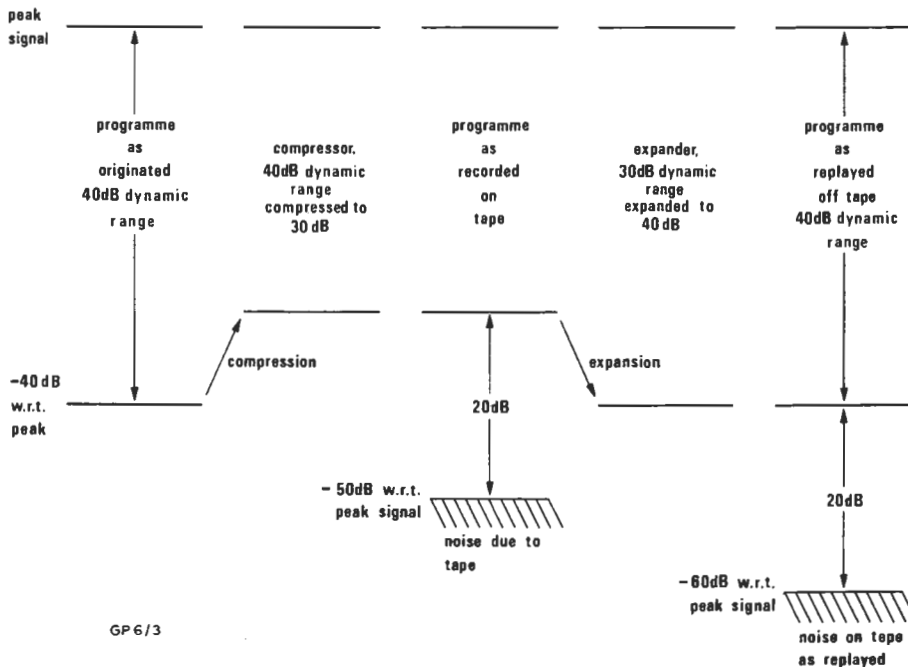 peak
signal
programme
as
originated
40dB dynamic
range
compressor,
40dB dynamic
range
compressed to
30 dB
programme
as
recorded
on
tape
expander,
30dB dynamic
range
expanded to
40 dB
programme
as
replayed
off tape
40dB dynamic
range
compression
expansion
−40dB
w.r.t.
peak
20dB
− 50dB w.r.t.
peak signal
noise due to
tape
20dB
−60dB w.r.t.
peak signal
noise on tape
as replayed
GP 6/3